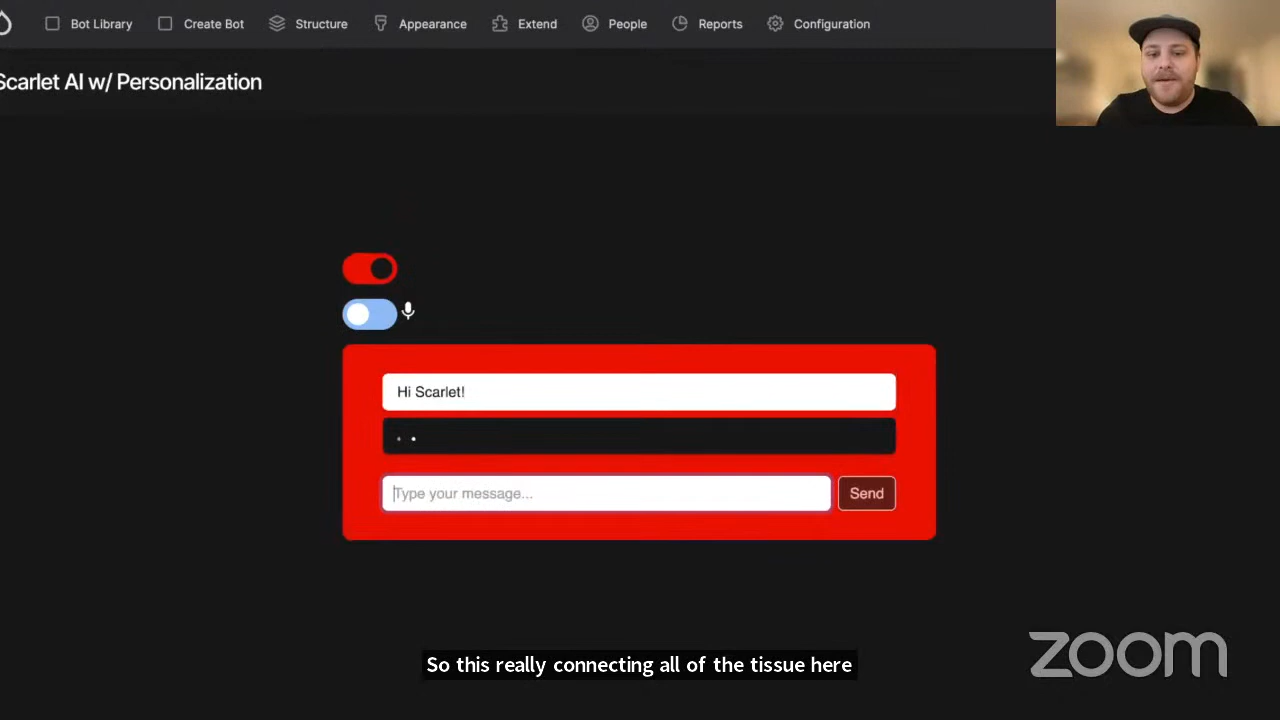 Bot Library Create Bot Structure Appearance Extend People Reports Configuration
Scarlet AI w/ Personalization
Hi Scarlet!
Type your message... Send
So this really connecting all of the tissue here
zoom